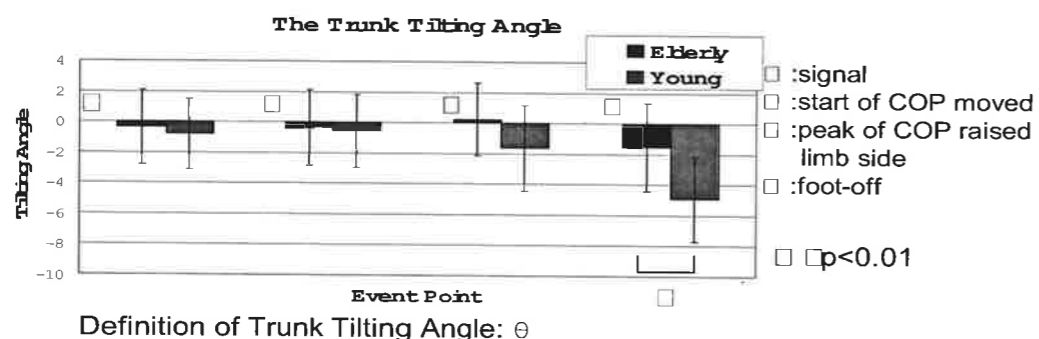 The Trunk Tilting Angle
Elderly
Young
4
2
0
-2
-4
-6
-8
-10
Tilting Angle
□ □ □ □
□ :signal
□ :start of COP moved
□ :peak of COP raised
limb side
□ :foot-off
□ □p<0.01
Event Point
□
Definition of Trunk Tilting Angle: θ